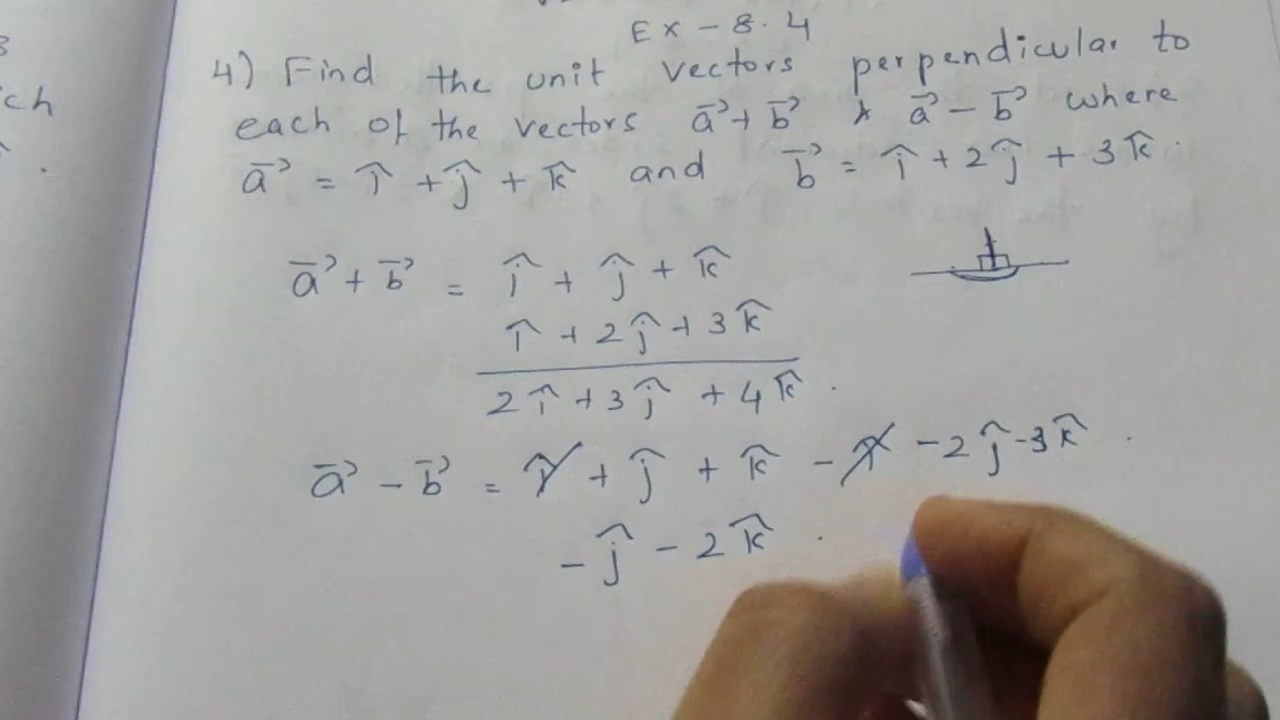 Ex - 8.4
ch
4) Find the unit vectors perpendicular to
each of the vectors a⃗ + b⃗ & a⃗ - b⃗ where
a⃗ = î + ĵ + k̂ and b⃗ = î + 2ĵ + 3k̂.
a⃗ + b⃗ = î + ĵ + k̂
î + 2ĵ + 3k̂
2î + 3ĵ + 4k̂.
a⃗ - b⃗ = î + ĵ + k̂ - î - 2ĵ - 3k̂.
- ĵ - 2k̂.